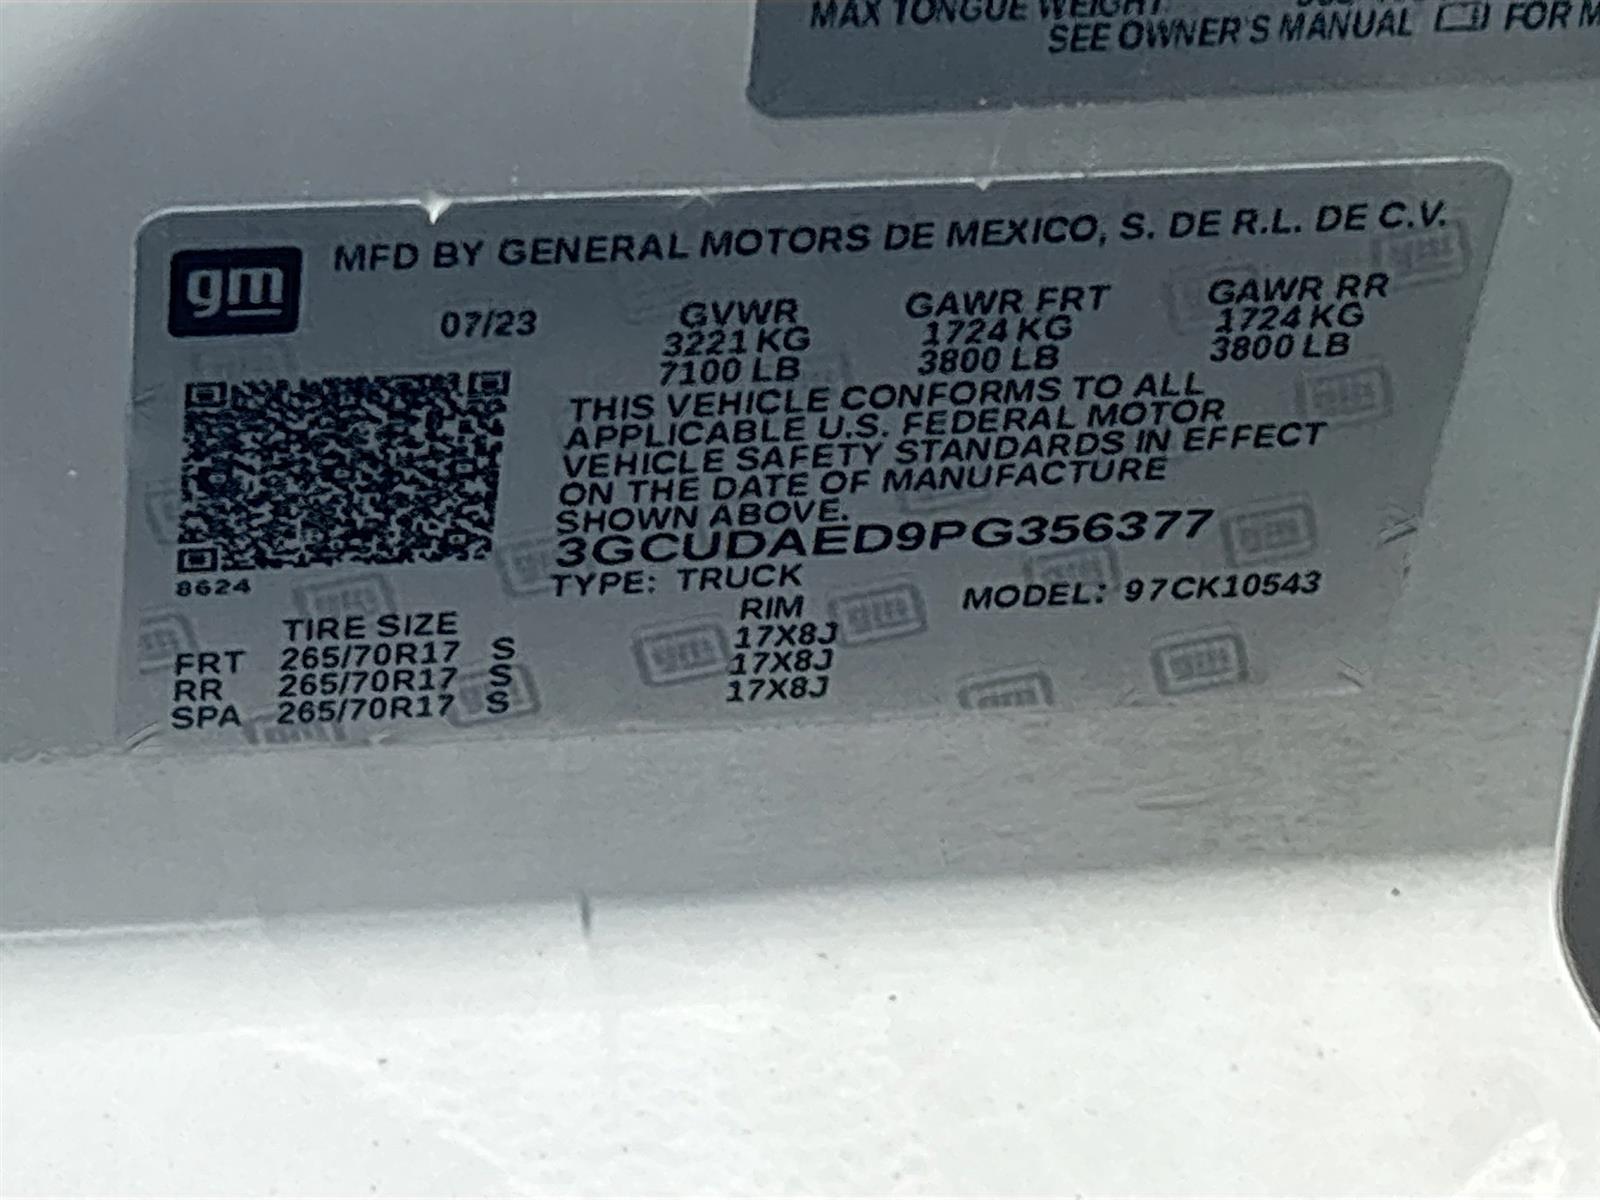 MAX TONGUE WEIGHT
SEE OWNER'S MANUAL FOR
gm
MFD BY GENERAL MOTORS DE MEXICO, S. DE R.L. DE C.V.
07/23 GVWR GAWR FRT GAWR RR
3221 KG 1724 KG 1724 KG
7100 LB 3800 LB 3800 LB
THIS VEHICLE CONFORMS TO ALL
APPLICABLE U.S. FEDERAL MOTOR
VEHICLE SAFETY STANDARDS IN EFFECT
ON THE DATE OF MANUFACTURE
SHOWN ABOVE.
3GCUDAED9PG356377
8624
TYPE: TRUCK MODEL: 97CK10543
TIRE SIZE RIM
FRT 265/70R17 S 17X8J
RR 265/70R17 S 17X8J
SPA 265/70R17 S 17X8J